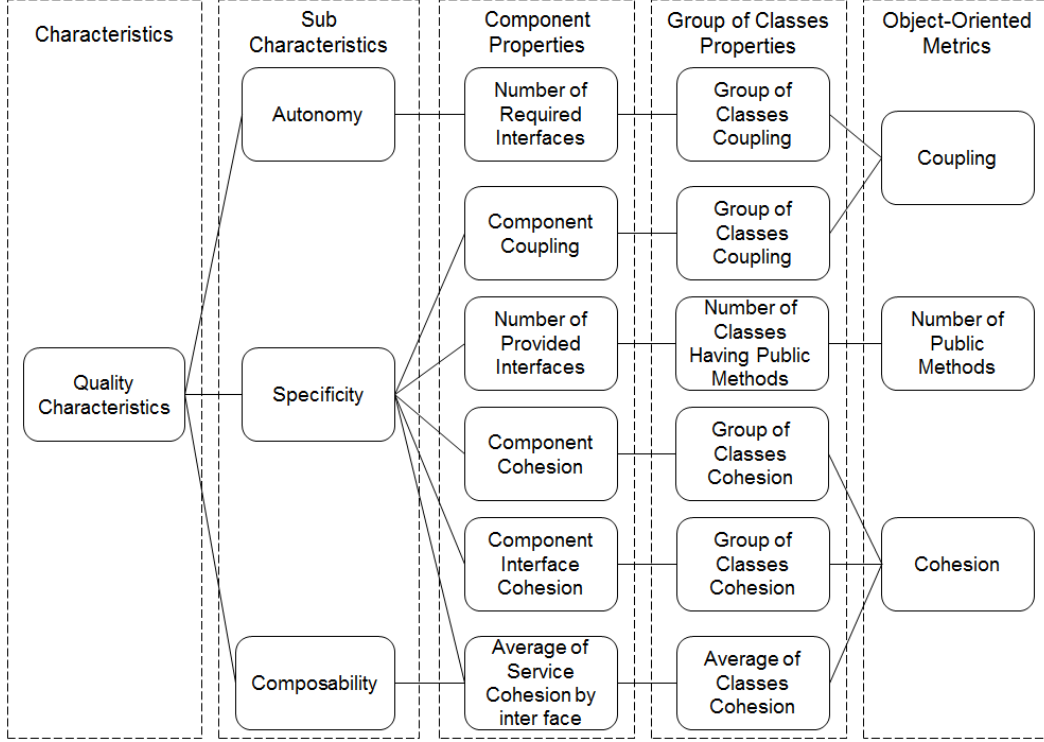 Characteristics
Sub
Characteristics
Component
Properties
Group of Classes
Properties
Object-Oriented
Metrics
Autonomy
Number of
Required
Interfaces
Group of
Classes
Coupling
Coupling
Component
Coupling
Group of
Classes
Coupling
Quality
Characteristics
Specificity
Number of
Provided
Interfaces
Number of
Classes
Having Public
Methods
Number of
Public
Methods
Component
Cohesion
Group of
Classes
Cohesion
Component
Interface
Cohesion
Group of
Classes
Cohesion
Cohesion
Composability
Average of
Service
Cohesion by
inter face
Average of
Classes
Cohesion